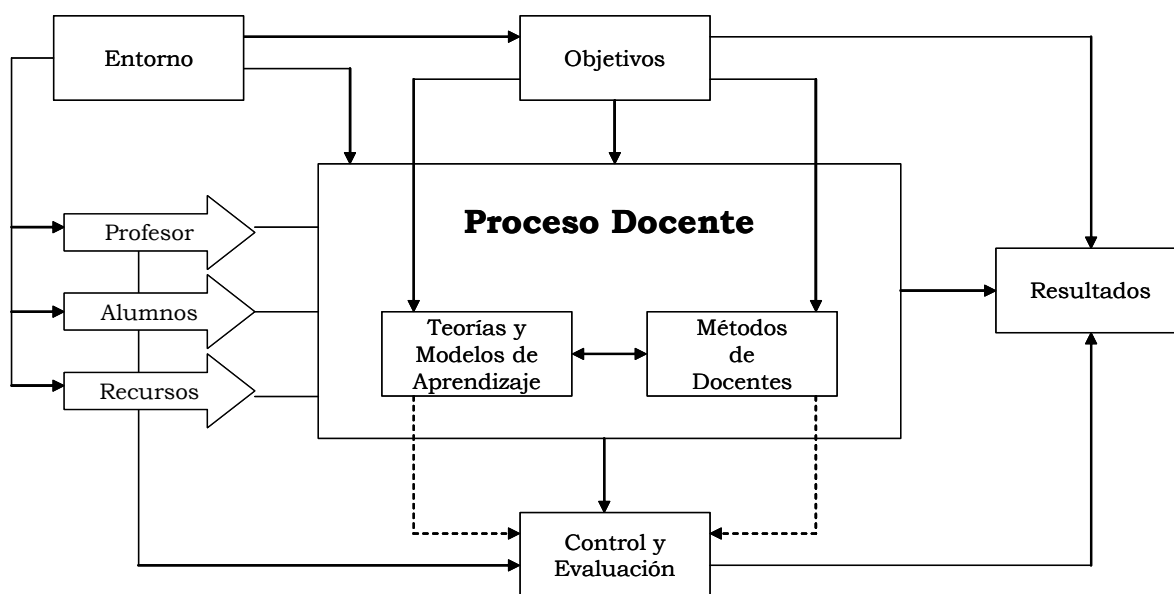 Entorno
Objetivos
Proceso Docente
Profesor
Alumnos
Recursos
Teorías y
Modelos de
Aprendizaje
Métodos
de
Docentes
Resultados
Control y
Evaluación